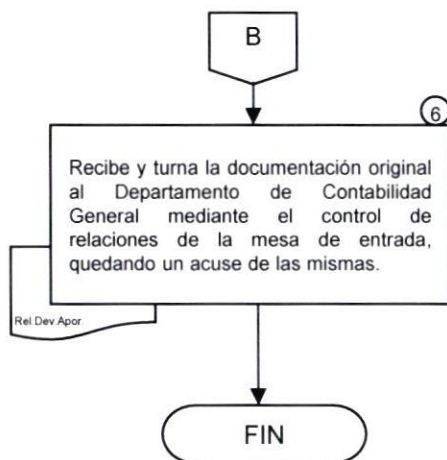 B
6
Recibe y turna la documentación original
al Departamento de Contabilidad
General mediante el control de
relaciones de la mesa de entrada,
quedando un acuse de las mismas.
Rel.Dev.Apor.
FIN